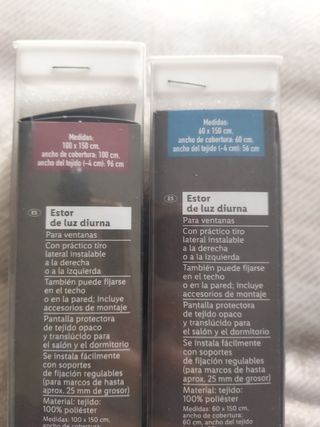 Medidas:
100 x 150 cm,
ancho de cobertura: 100 cm,
ancho del tejido (-4 cm): 96 cm
ES
Estor
de luz diurna
Para ventanas
Con práctico tiro
lateral instalable
a la derecha
o a la izquierda
También puede fijarse
en el techo
o en la pared; incluye
accesorios de montaje
Pantalla protectora
de tejido opaco
y translúcido para
el salón y el dormitorio
Se instala fácilmente
con soportes
de fijación regulables
(para marcos de hasta
aprox. 25 mm de grosor)
Material: tejido:
100% poliéster
Medidas: 100 x 150 cm,
ancho de cobertura:
Medidas:
60 x 150 cm,
ancho de cobertura: 60 cm,
ancho del tejido (-4 cm): 56 cm
ES
Estor
de luz diurna
Para ventanas
Con práctico tiro
lateral instalable
a la derecha
o a la izquierda
También puede fijarse
en el techo
o en la pared; incluye
accesorios de montaje
Pantalla protectora
de tejido opaco
y translúcido para
el salón y el dormitorio
Se instala fácilmente
con soportes
de fijación regulables
(para marcos de hasta
aprox. 25 mm de grosor)
Material: tejido:
100% poliéster
Medidas: 60 x 150 cm,
ancho de cobertura:
60 cm, ancho del